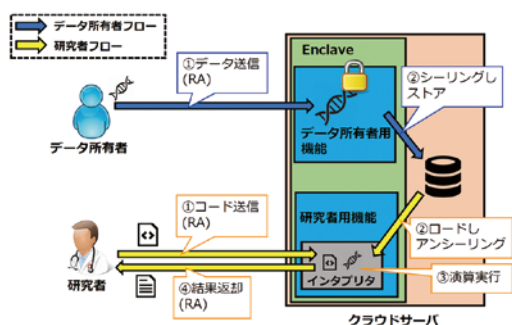 データ所有者フロー
研究者フロー
Enclave
①データ送信
(RA)
②シーリングし
ストア
データ所有者
データ所有者用
機能
①コード送信
(RA)
研究者用機能
②ロードし
アンシーリング
インタプリタ
③演算実行
研究者
④結果返却
(RA)
クラウドサーバ